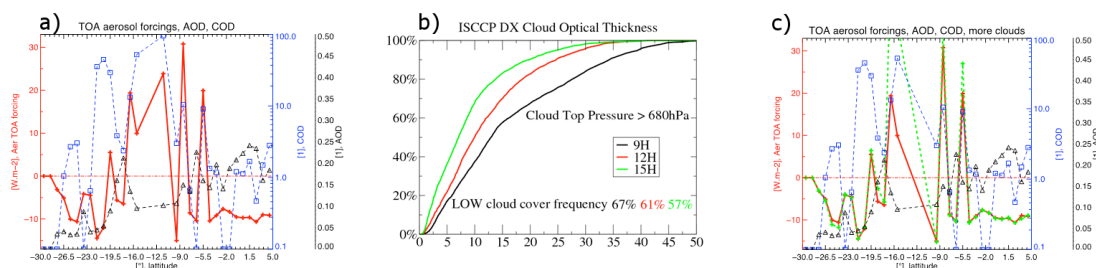 a)
TOA aerosol forcings, AOD, COD
30
20
10
0
−10
[W.m−2], Aer TOA forcing
100.0
10.0
1.0
0.1
[1], COD
0.50
0.45
0.40
0.35
0.30
0.25
0.20
0.15
0.10
0.05
0.00
[1], AOD
−30.0 −26.5 −23.0 −19.5 −16.0 −12.5 −9.0 −5.5 −2.0 1.5 5.0
[°], latitude
b)
ISCCP DX Cloud Optical Thickness
100%
80%
60%
40%
20%
0%
Cloud Top Pressure > 680hPa
9H
12H
15H
LOW cloud cover frequency 67% 61% 57%
0 5 10 15 20 25 30 35 40 45 50
c)
TOA aerosol forcings, AOD, COD, more clouds
30
20
10
0
−10
[W.m−2], Aer TOA forcing
100.0
10.0
1.0
0.1
[1], COD
0.50
0.45
0.40
0.35
0.30
0.25
0.20
0.15
0.10
0.05
0.00
[1], AOD
−30.0 −26.5 −23.0 −19.5 −16.0 −12.5 −9.0 −5.5 −2.0 1.5 5.0
[°], latitude